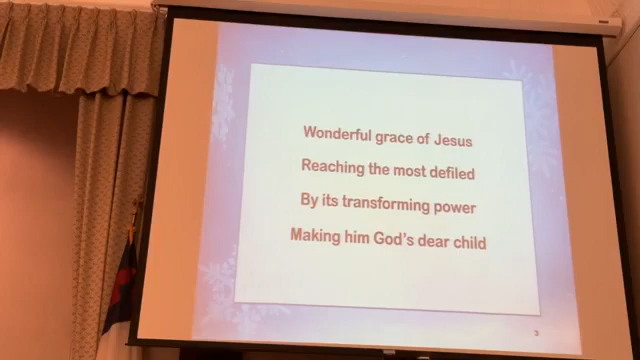 Wonderful grace of Jesus
Reaching the most defiled
By its transforming power
Making him God's dear child
3